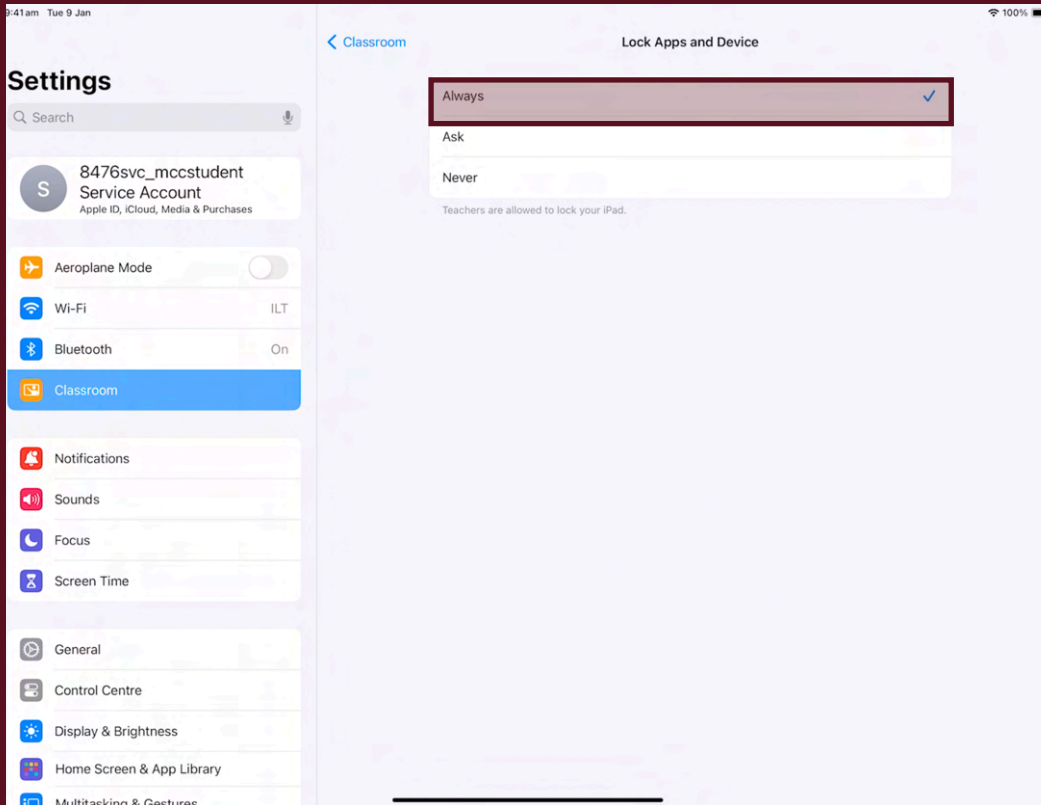 9:41am Tue 9 Jan
100%
Settings
Search
S
8476svc_mccstudent
Service Account
Apple ID, iCloud, Media & Purchases
Aeroplane Mode
Wi-Fi ILT
Bluetooth On
Classroom
Notifications
Sounds
Focus
Screen Time
General
Control Centre
Display & Brightness
Home Screen & App Library
Multitasking & Gestures
Classroom
Lock Apps and Device
Always
Ask
Never
Teachers are allowed to lock your iPad.